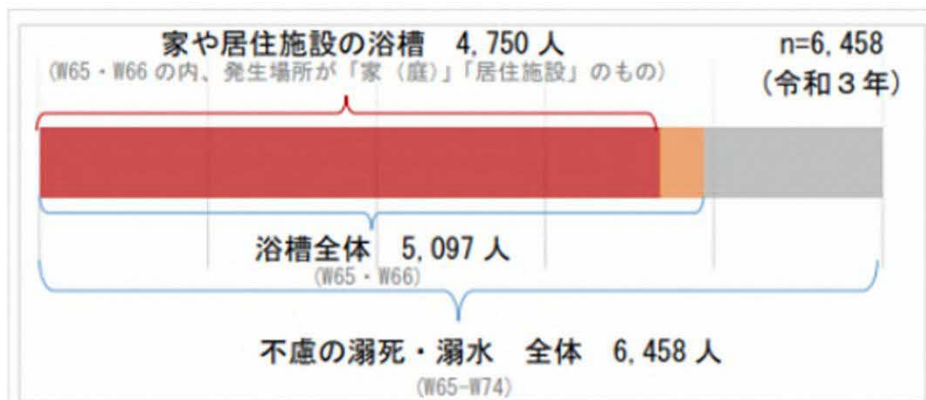 家や居住施設の浴槽 4,750 人
n=6,458
(W65・W66 の内、発生場所が「家（庭）」「居住施設」のもの)
(令和３年)
浴槽全体 5,097 人
(W65・W66)
不慮の溺死・溺水 全体 6,458 人
(W65-W74)